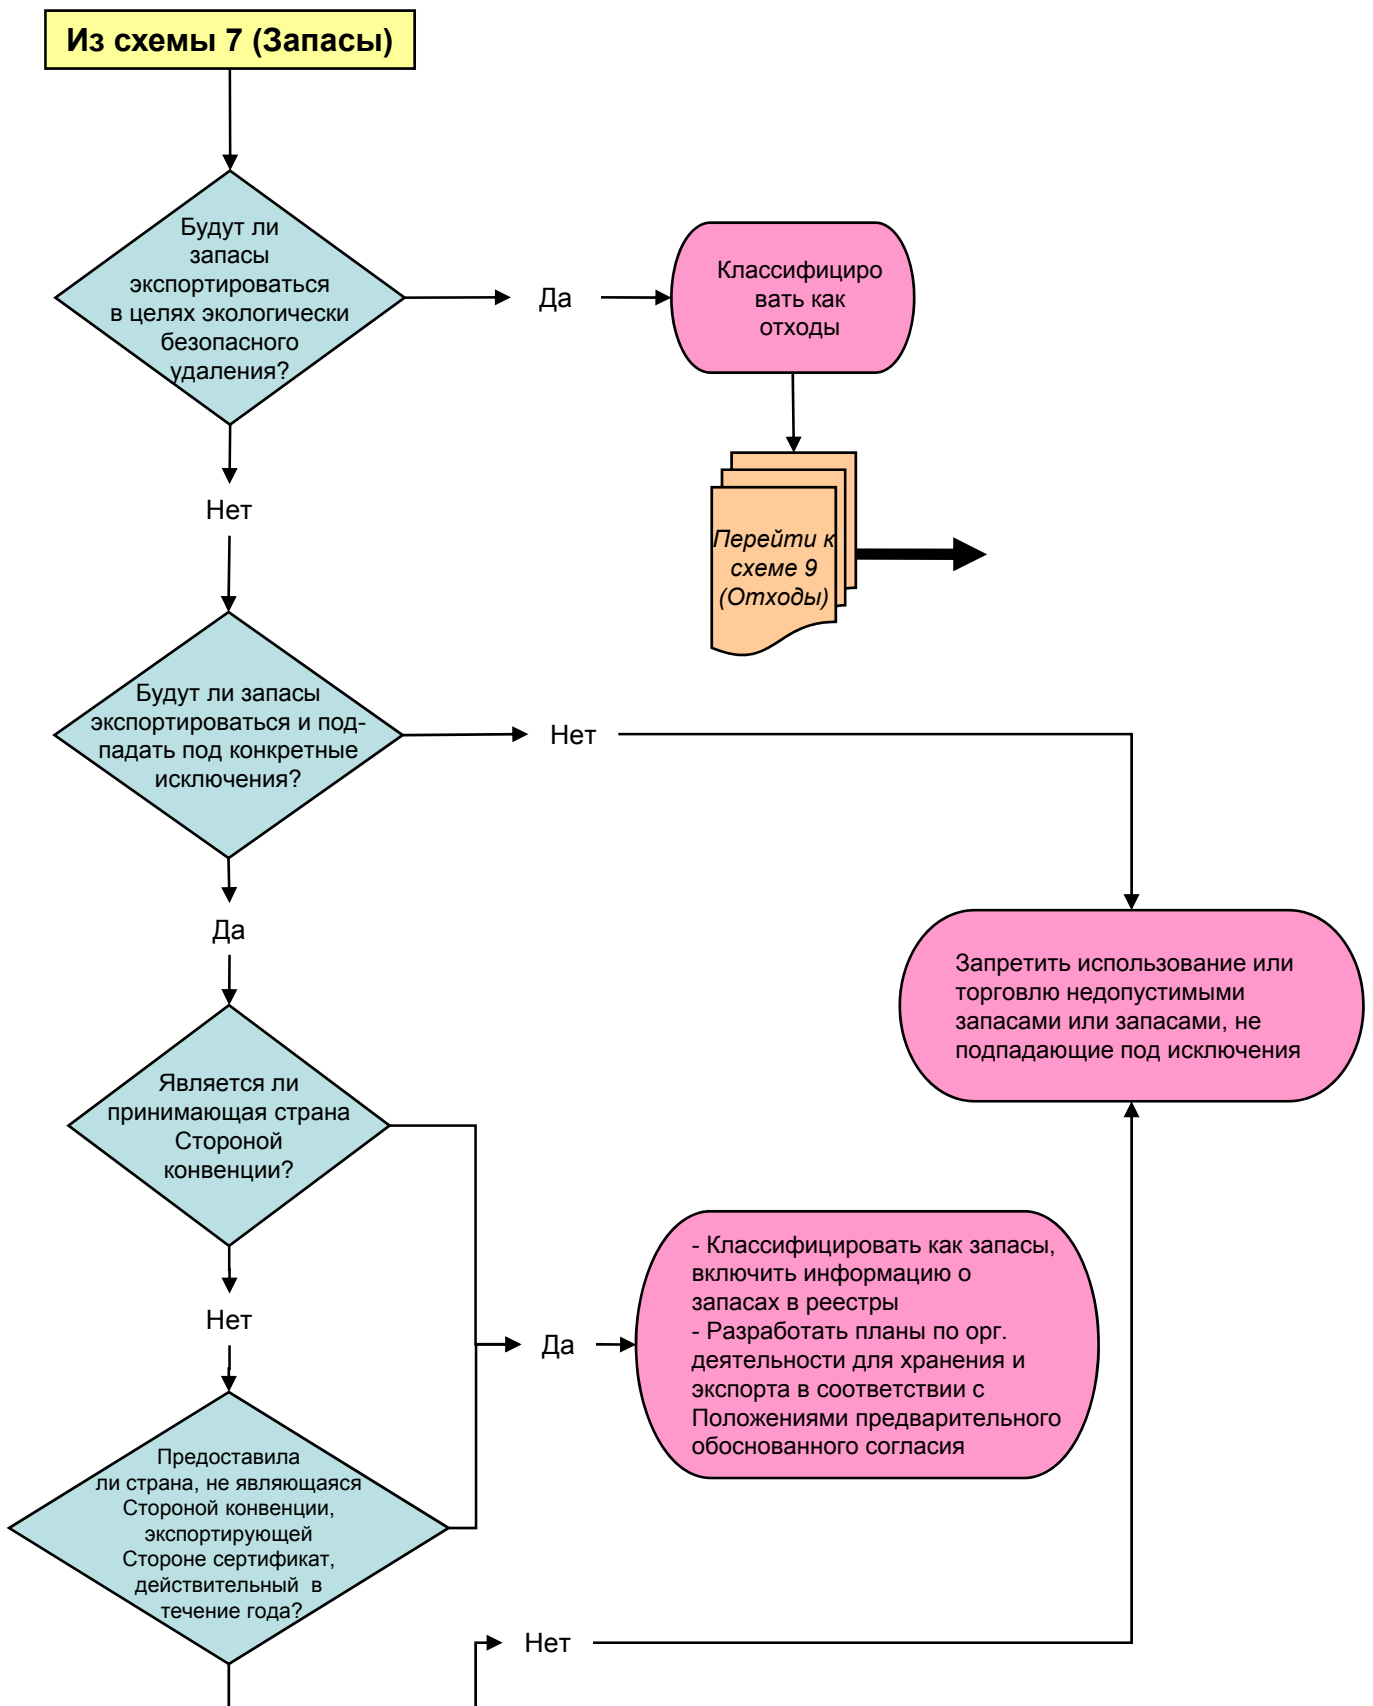 Из схемы 7 (Запасы)
Будут ли
запасы
экспортироваться
в целях экологически
безопасного
удаления?
Да
Классифициро
вать как
отходы
Нет
Перейти к
схеме 9
(Отходы)
Будут ли запасы
экспортироваться и под-
падать под конкретные
исключения?
Нет
Да
Запретить использование или
торговлю недопустимыми
запасами или запасами, не
подпадающие под исключения
Является ли
принимающая страна
Стороной
конвенции?
Нет
Да
- Классифицировать как запасы,
включить информацию о
запасах в реестры
- Разработать планы по орг.
деятельности для хранения и
экспорта в соответствии с
Положениями предварительного
обоснованного согласия
Предоставила
ли страна, не являющаяся
Стороной конвенции,
экспортирующей
Стороне сертификат,
действительный в
течение года?
Нет